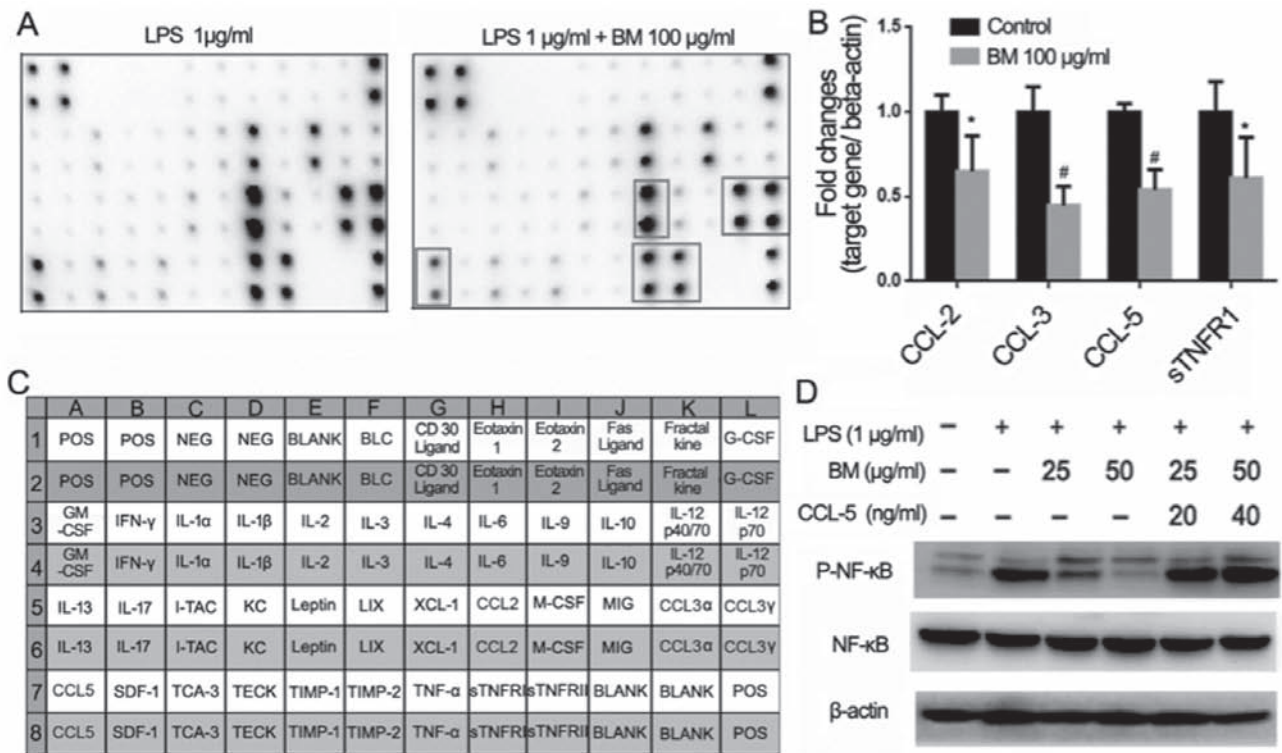 A
LPS 1μg/ml
LPS 1 μg/ml + BM 100 μg/ml
B
Fold changes
(target gene/ beta-actin)
1.5
1.0
0.5
0.0
Control
BM 100 μg/ml
*
#
#
*
CCL-2
CCL-3
CCL-5
sTNFR1
C
A B C D E F G H I J K L
1 POS POS NEG NEG BLANK BLC CD 30 Ligand Eotaxin 1 Eotaxin 2 Fas Ligand Fractal kine G-CSF
2 POS POS NEG NEG BLANK BLC CD 30 Ligand Eotaxin 1 Eotaxin 2 Fas Ligand Fractal kine G-CSF
3 GM -CSF IFN-γ IL-1α IL-1β IL-2 IL-3 IL-4 IL-6 IL-9 IL-10 IL-12 p40/70 IL-12 p70
4 GM -CSF IFN-γ IL-1α IL-1β IL-2 IL-3 IL-4 IL-6 IL-9 IL-10 IL-12 p40/70 IL-12 p70
5 IL-13 IL-17 I-TAC KC Leptin LIX XCL-1 CCL2 M-CSF MIG CCL3α CCL3γ
6 IL-13 IL-17 I-TAC KC Leptin LIX XCL-1 CCL2 M-CSF MIG CCL3α CCL3γ
7 CCL5 SDF-1 TCA-3 TECK TIMP-1 TIMP-2 TNF-α sTNFRI sTNFRII BLANK BLANK POS
8 CCL5 SDF-1 TCA-3 TECK TIMP-1 TIMP-2 TNF-α sTNFRI sTNFRII BLANK BLANK POS
D
LPS (1 μg/ml) – + + + + +
BM (μg/ml) – – 25 50 25 50
CCL-5 (ng/ml) – – – – 20 40
P-NF-κB
NF-κB
β-actin